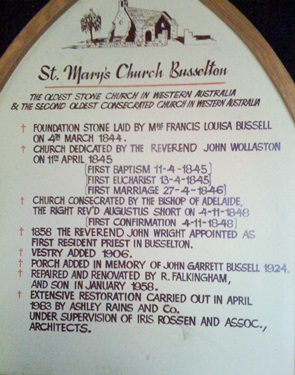 St. Mary's Church Busselton
THE OLDEST STONE CHURCH IN WESTERN AUSTRALIA
& THE SECOND OLDEST CONSECRATED CHURCH IN WESTERN AUSTRALIA
† FOUNDATION STONE LAID BY MRS FRANCIS LOUISA BUSSELL
ON 4TH MARCH 1844.
† CHURCH DEDICATED BY THE REVEREND JOHN WOLLASTON
ON 11TH APRIL 1845
[FIRST BAPTISM 11-4-1845]
[FIRST EUCHARIST 13-4-1845]
[FIRST MARRIAGE 27-4-1846]
† CHURCH CONSECRATED BY THE BISHOP OF ADELAIDE,
THE RIGHT REV'D AUGUSTUS SHORT ON 4-11-1848
[FIRST CONFIRMATION 4-11-1848]
† 1858 THE REVEREND JOHN WRIGHT APPOINTED AS
FIRST RESIDENT PRIEST IN BUSSELTON.
† VESTRY ADDED 1906.
† PORCH ADDED IN MEMORY OF JOHN GARRETT BUSSELL 1924.
† REPAIRED AND RENOVATED BY R. FALKINGHAM,
AND SON IN JANUARY 1958.
† EXTENSIVE RESTORATION CARRIED OUT IN APRIL
1983 BY ASHLEY RAINS AND CO.
UNDER SUPERVISION OF IRIS ROSSEN AND ASSOC.,
ARCHITECTS.